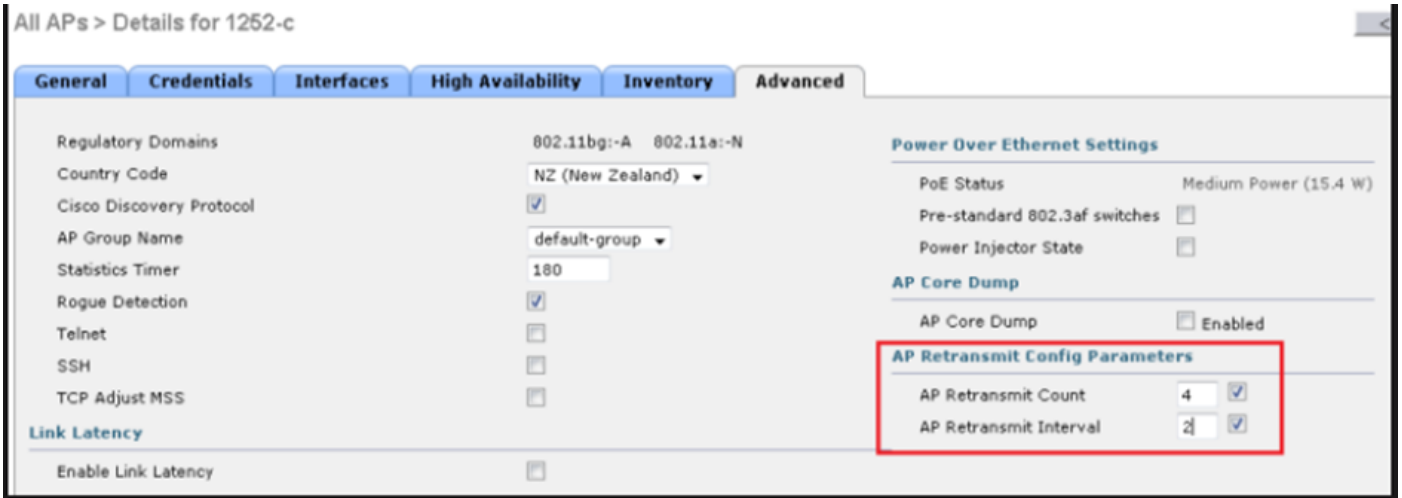 All APs > Details for 1252-c
<
General Credentials Interfaces High Availability Inventory Advanced
Regulatory Domains 802.11bg:-A 802.11a:-N
Country Code NZ (New Zealand)
Cisco Discovery Protocol
AP Group Name default-group
Statistics Timer 180
Rogue Detection
Telnet
SSH
TCP Adjust MSS
Link Latency
Enable Link Latency
Power Over Ethernet Settings
PoE Status Medium Power (15.4 W)
Pre-standard 802.3af switches
Power Injector State
AP Core Dump
AP Core Dump Enabled
AP Retransmit Config Parameters
AP Retransmit Count 4
AP Retransmit Interval 2